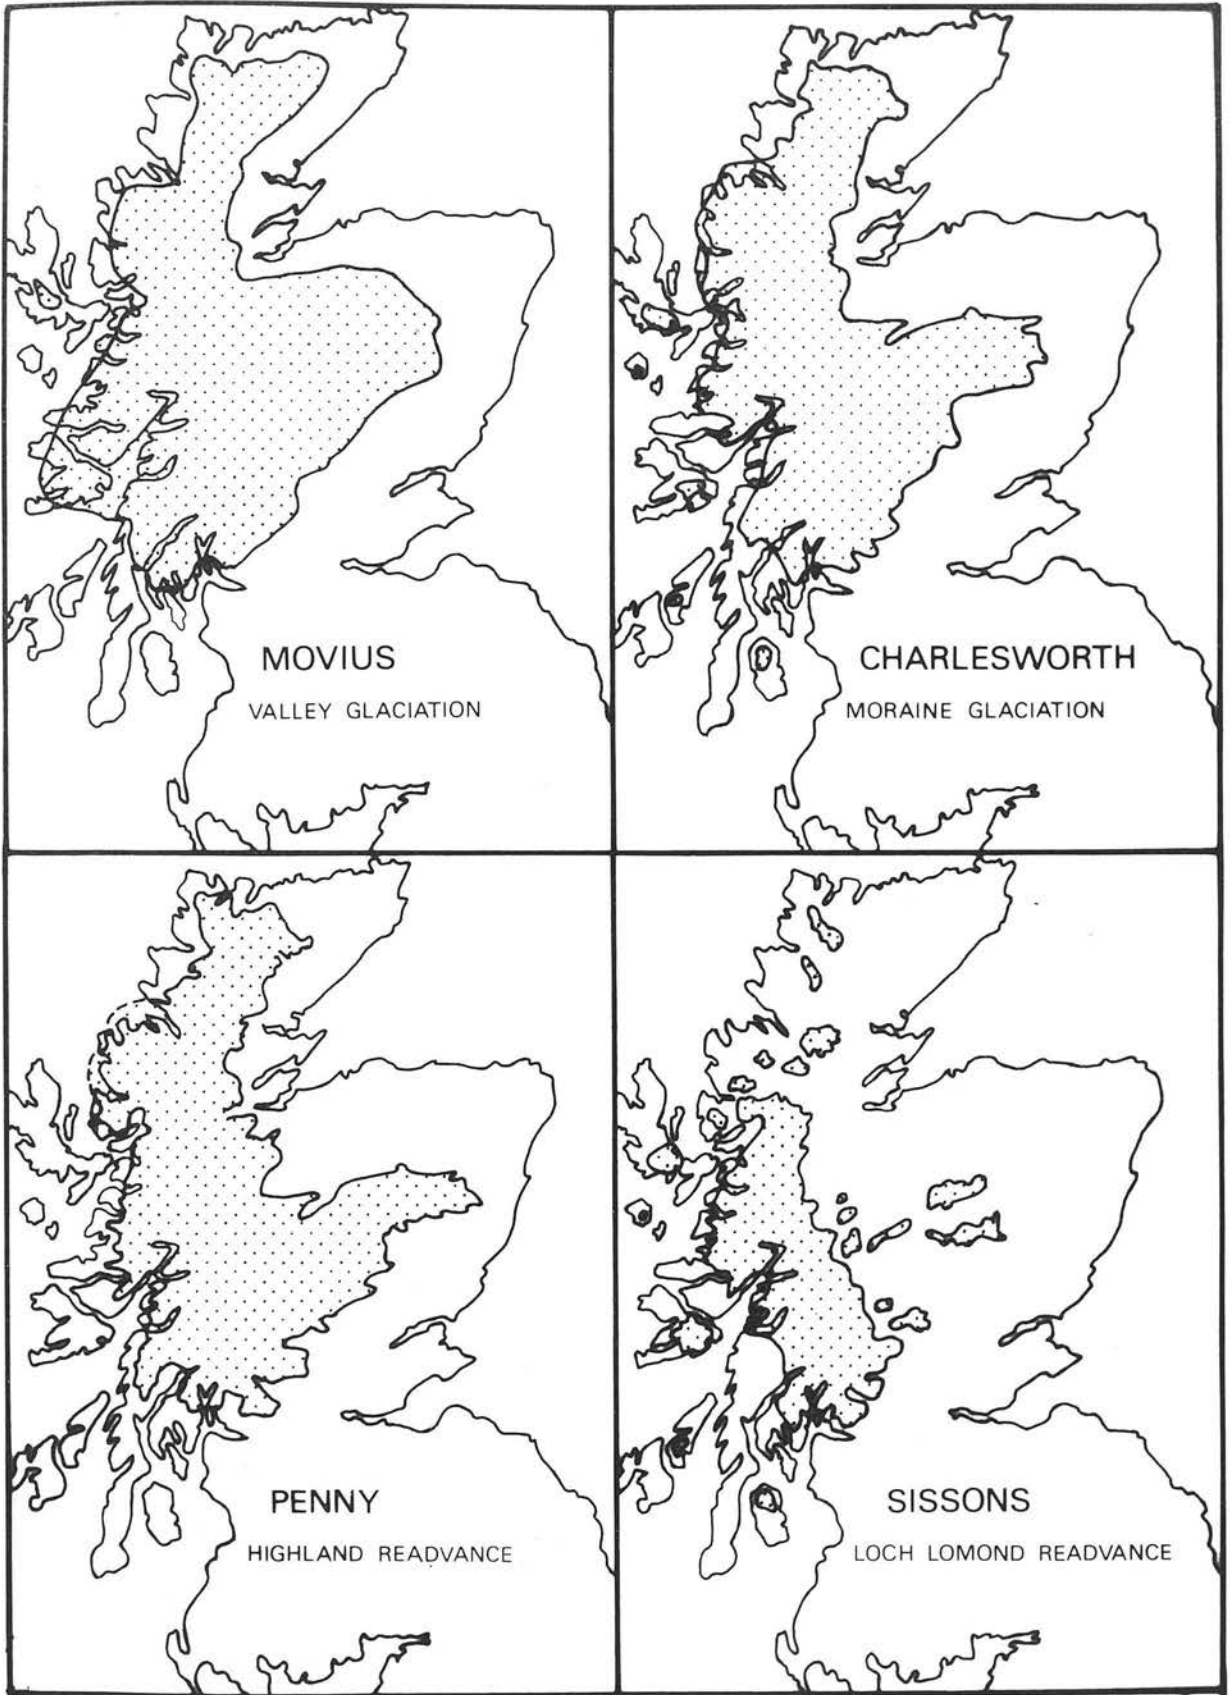 MOVIUS
VALLEY GLACIATION
CHARLESWORTH
MORAINE GLACIATION
PENNY
HIGHLAND READVANCE
SISSONS
LOCH LOMOND READVANCE